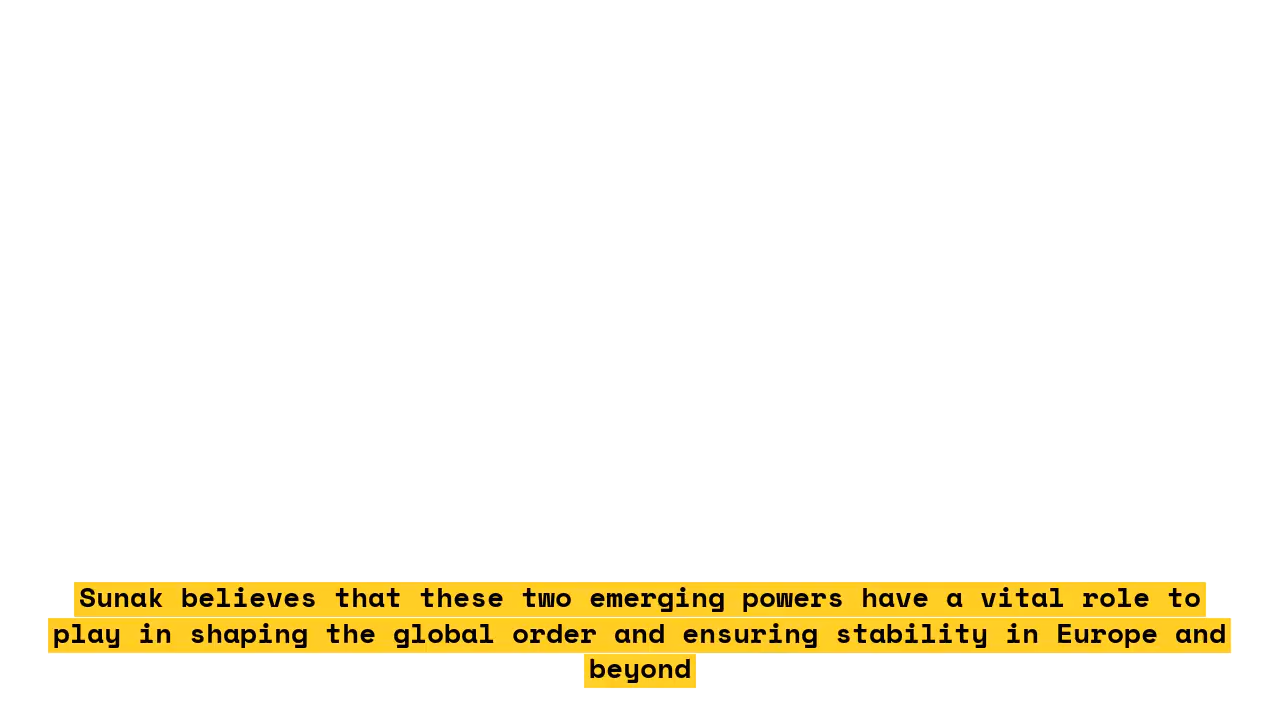 Sunak believes that these two emerging powers have a vital role to
play in shaping the global order and ensuring stability in Europe and
beyond